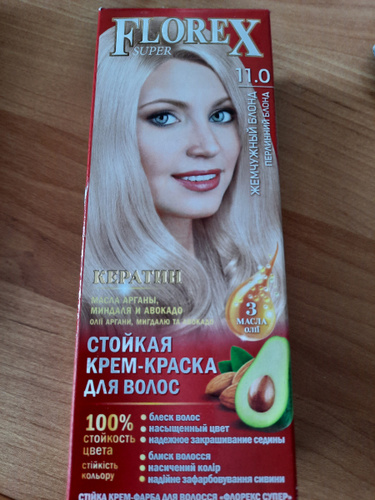 FLOREX
SUPER
11.0
ЖЕМЧУЖНЫЙ БЛОНД
ПЕРЛИННИЙ БЛОНД
КЕРАТИН
МАСЛА АРГАНЫ,
МИНДАЛЯ И АВОКАДО
ОЛІЇ АРГАНИ, МИГДАЛЮ ТА АВОКАДО
3
МАСЛА
ОЛІЇ
СТОЙКАЯ
КРЕМ-КРАСКА
ДЛЯ ВОЛОС
100%
СТОЙКОСТЬ
ЦВЕТА
СТІЙКІСТЬ
КОЛЬОРУ
• блеск волос
• насыщенный цвет
• надежное закрашивание седины
• блиск волосся
• насичений колір
• надійне зафарбовування сивини
СТІЙКА КРЕМ-ФАРБА ДЛЯ ВОЛОССЯ «ФЛОРЕКС СУПЕР»